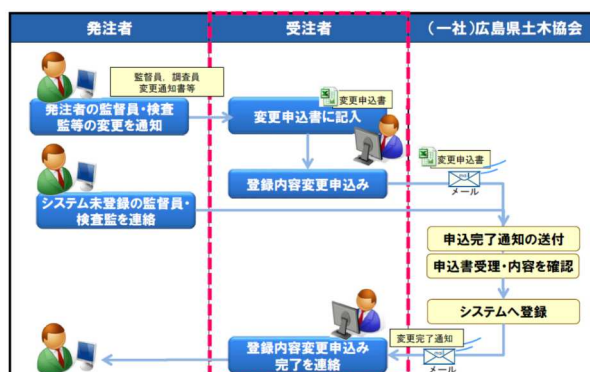 発注者
受注者
(一社)広島県土木協会
監督員，調査員
変更通知書等
発注者の監督員・検査
監等の変更を通知
変更申込書
変更申込書に記入
変更申込書
登録内容変更申込み
メール
システム未登録の監督員・
検査監を連絡
申込完了通知の送付
申込書受理・内容を確認
システムへ登録
変更完了通知
登録内容変更申込み
完了を連絡
メール